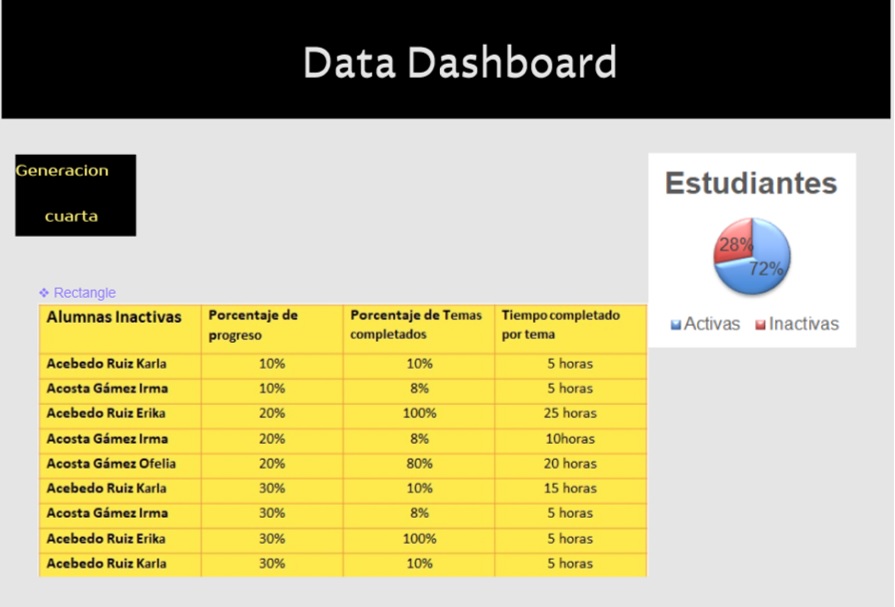 Data Dashboard
Generacion
cuarta
Estudiantes
28%
72%
Activas Inactivas
Rectangle
Alumnas Inactivas Porcentaje de progreso Porcentaje de Temas completados Tiempo completado por tema
Acebedo Ruiz Karla 10% 10% 5 horas
Acosta Gámez Irma 10% 8% 5 horas
Acebedo Ruiz Erika 20% 100% 25 horas
Acosta Gámez Irma 20% 8% 10horas
Acosta Gámez Ofelia 20% 80% 20 horas
Acebedo Ruiz Karla 30% 10% 15 horas
Acosta Gámez Irma 30% 8% 5 horas
Acebedo Ruiz Erika 30% 100% 5 horas
Acebedo Ruiz Karla 30% 10% 5 horas